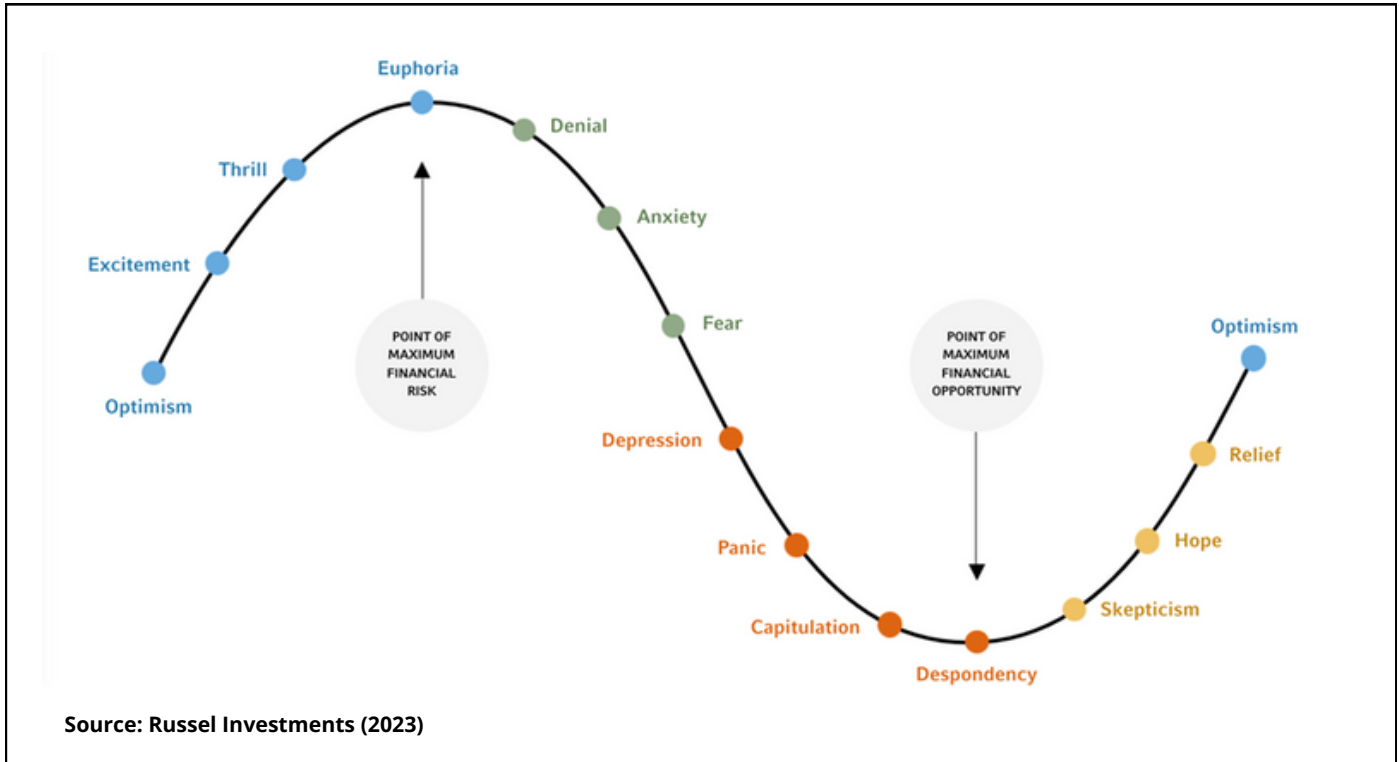 Euphoria
Denial
Thrill
Anxiety
Excitement
Fear
Optimism
POINT OF
MAXIMUM
FINANCIAL
RISK
POINT OF
MAXIMUM
FINANCIAL
OPPORTUNITY
Optimism
Depression
Relief
Panic
Hope
Capitulation
Skepticism
Despondency
Source: Russel Investments (2023)